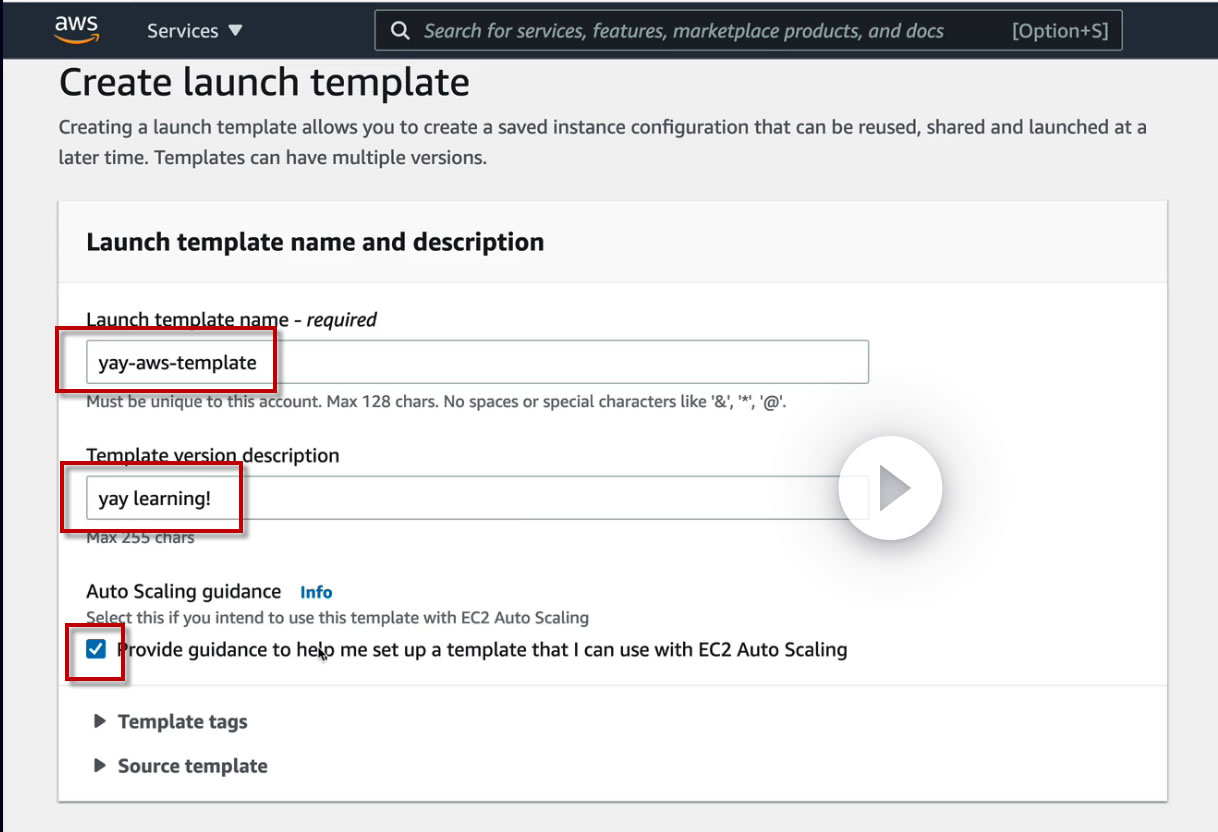 aws
Services ▼
Search for services, features, marketplace products, and docs
[Option+S]
Create launch template
Creating a launch template allows you to create a saved instance configuration that can be reused, shared and launched at a
later time. Templates can have multiple versions.
Launch template name and description
Launch template name - required
yay-aws-template
Must be unique to this account. Max 128 chars. No spaces or special characters like '&', '*', '@'.
Template version description
yay learning!
Max 255 chars
Auto Scaling guidance Info
Select this if you intend to use this template with EC2 Auto Scaling
Provide guidance to help me set up a template that I can use with EC2 Auto Scaling
Template tags
Source template